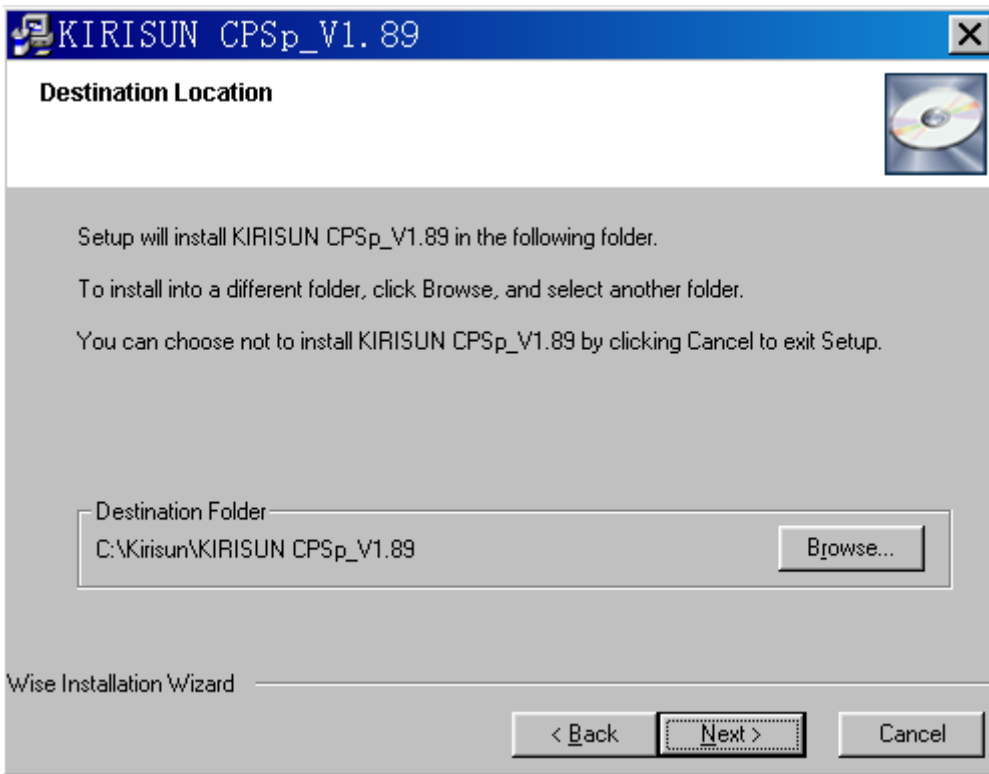 KIRISUN CPSp_V1.89
Destination Location
Setup will install KIRISUN CPSp_V1.89 in the following folder.
To install into a different folder, click Browse, and select another folder.
You can choose not to install KIRISUN CPSp_V1.89 by clicking Cancel to exit Setup.
Destination Folder
C:\Kirisun\KIRISUN CPSp_V1.89
Browse...
Wise Installation Wizard
< Back
Next >
Cancel